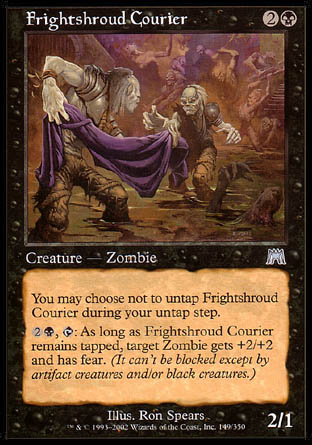 Frightshroud Courier 2
Creature — Zombie
You may choose not to untap Frightshroud
Courier during your untap step.
2, : As long as Frightshroud Courier
remains tapped, target Zombie gets +2/+2
and has fear. (It can't be blocked except by
artifact creatures and/or black creatures.)
Illus. Ron Spears
™ & © 1993–2002 Wizards of the Coast, Inc. 149/350
2/1